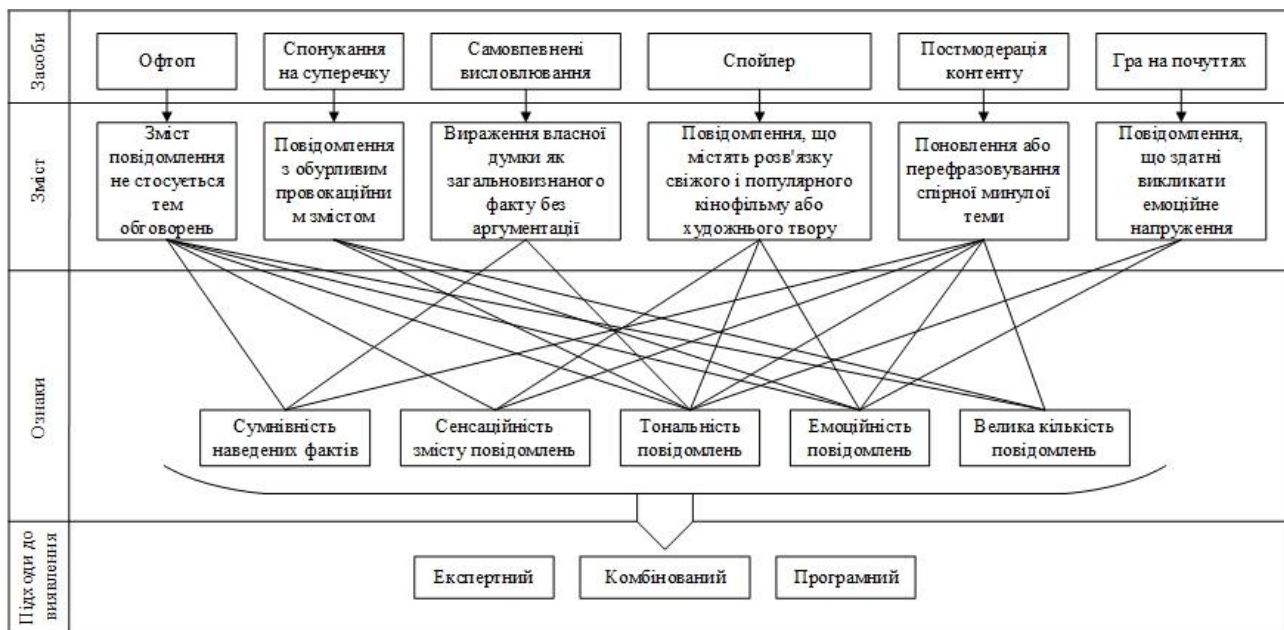 Засоби
Офтоп
Спонукання
на суперечку
Самовпевнені
висловлювання
Спойлер
Постмодерація
контенту
Гра на почуттях
Зміст
Зміст
повідомлення
не стосується
тем
обговорень
Повідомлення
з обурливим
провокаційни
м змістом
Вираження власної
думки як
загальновизнаного
факту без
аргументації
Повідомлення, що
містять розв'язку
свіжого і популярного
кінофільму або
художнього твору
Поновлення або
перефразовування
спірної минулої
теми
Повідомлення,
що здатні
викликати
емоційне
напруження
Ознаки
Сумнівність
наведених фактів
Сенсаційність
змісту повідомлень
Тональність
повідомлень
Емоційність
повідомлень
Велика кількість
повідомлень
Підходи до
виявлення
Експертний
Комбінований
Програмний